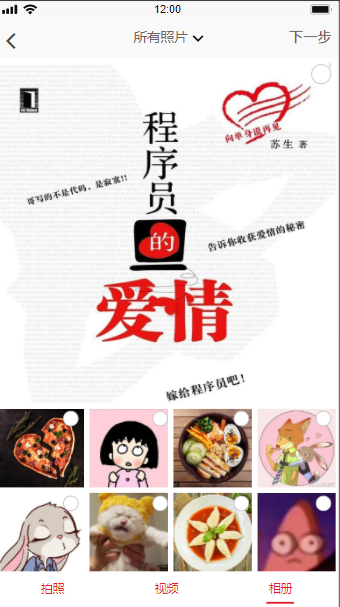 12:00
所有照片
下一步
向单身说再见
苏生 著
程序员
哥写的不是代码，是寂寞!!
的
告诉你收获爱情的秘密
爱情
嫁给程序员吧！
拍照
视频
相册